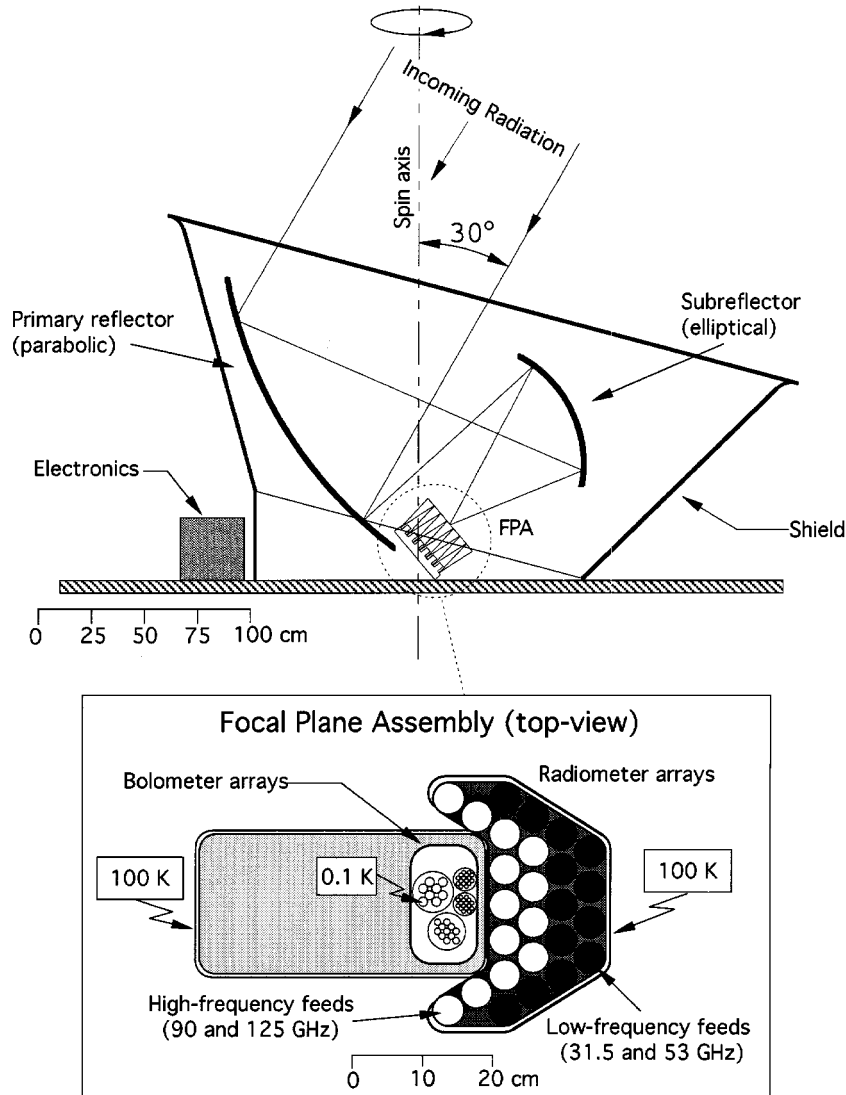 Incoming Radiation
Spin axis
30°
Primary reflector
(parabolic)
Subreflector
(elliptical)
Electronics
FPA
Shield
0 25 50 75 100 cm
Focal Plane Assembly (top-view)
Bolometer arrays
Radiometer arrays
100 K
0.1 K
100 K
High-frequency feeds
(90 and 125 GHz)
Low-frequency feeds
(31.5 and 53 GHz)
0 10 20 cm